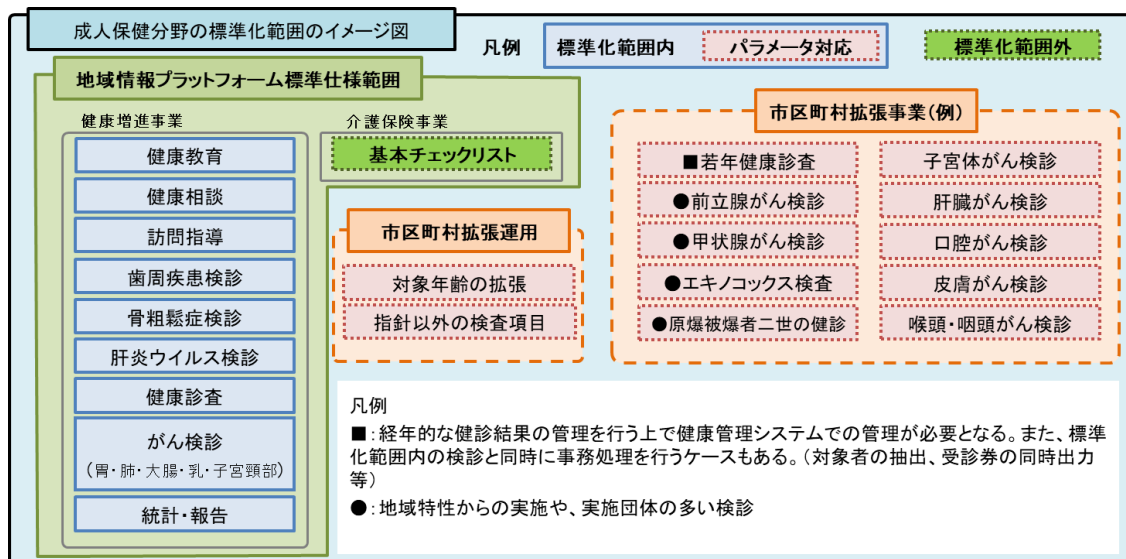 成人保健分野の標準化範囲のイメージ図
凡例
標準化範囲内
パラメータ対応
標準化範囲外
地域情報プラットフォーム標準仕様範囲
健康増進事業
健康教育
健康相談
訪問指導
歯周疾患検診
骨粗鬆症検診
肝炎ウイルス検診
健康診査
がん検診
(胃・肺・大腸・乳・子宮頸部)
統計・報告
介護保険事業
基本チェックリスト
市区町村拡張運用
対象年齢の拡張
指針以外の検査項目
市区町村拡張事業(例)
■若年健康診査
●前立腺がん検診
●甲状腺がん検診
●エキノコックス検査
●原爆被爆者二世の健診
子宮体がん検診
肝臓がん検診
口腔がん検診
皮膚がん検診
喉頭・咽頭がん検診
凡例
■:経年的な健診結果の管理を行う上で健康管理システムでの管理が必要となる。また、標準
化範囲内の検診と同時に事務処理を行うケースもある。(対象者の抽出、受診券の同時出力
等)
●:地域特性からの実施や、実施団体の多い検診